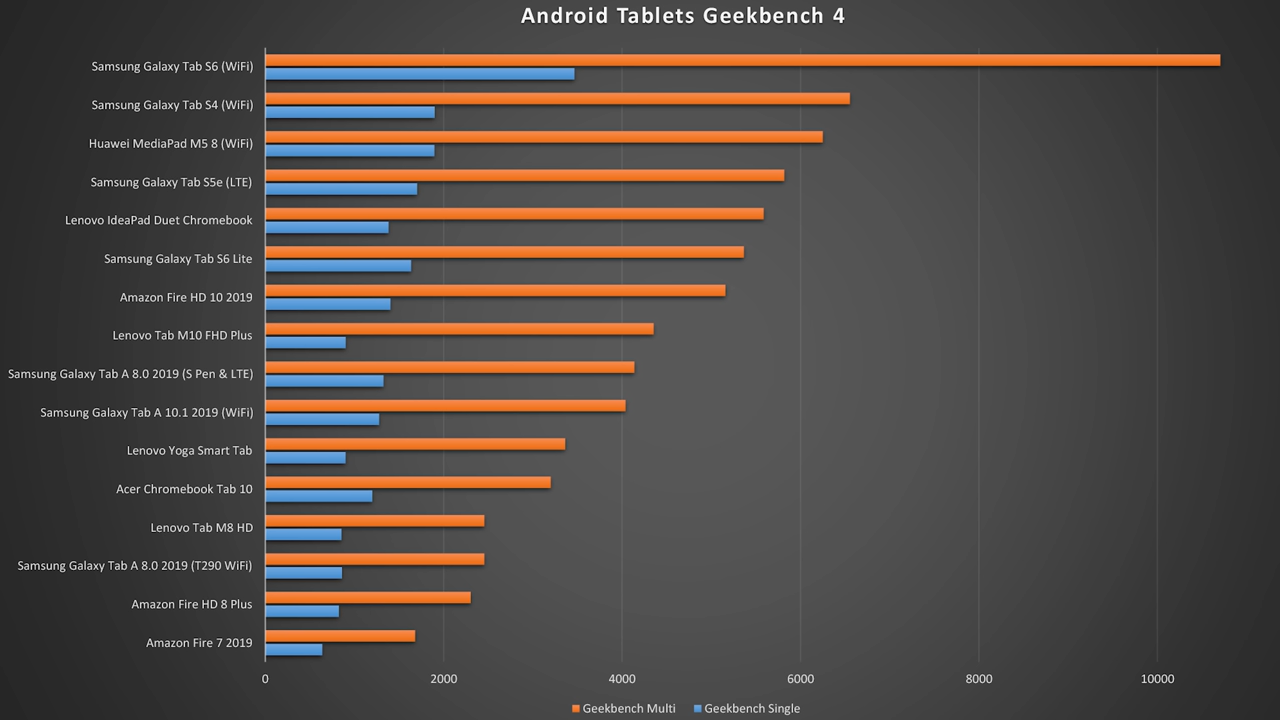 Android Tablets Geekbench 4
Samsung Galaxy Tab S6 (WiFi)
Samsung Galaxy Tab S4 (WiFi)
Huawei MediaPad M5 8 (WiFi)
Samsung Galaxy Tab S5e (LTE)
Lenovo IdeaPad Duet Chromebook
Samsung Galaxy Tab S6 Lite
Amazon Fire HD 10 2019
Lenovo Tab M10 FHD Plus
Samsung Galaxy Tab A 8.0 2019 (S Pen & LTE)
Samsung Galaxy Tab A 10.1 2019 (WiFi)
Lenovo Yoga Smart Tab
Acer Chromebook Tab 10
Lenovo Tab M8 HD
Samsung Galaxy Tab A 8.0 2019 (T290 WiFi)
Amazon Fire HD 8 Plus
Amazon Fire 7 2019
0 2000 4000 6000 8000 10000
Geekbench Multi Geekbench Single